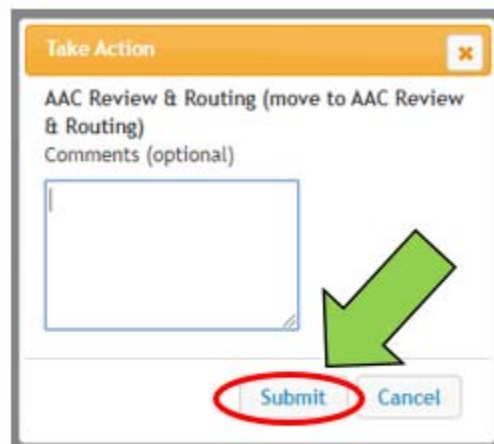 Take Action
AAC Review & Routing (move to AAC Review
& Routing)
Comments (optional)
Submit Cancel